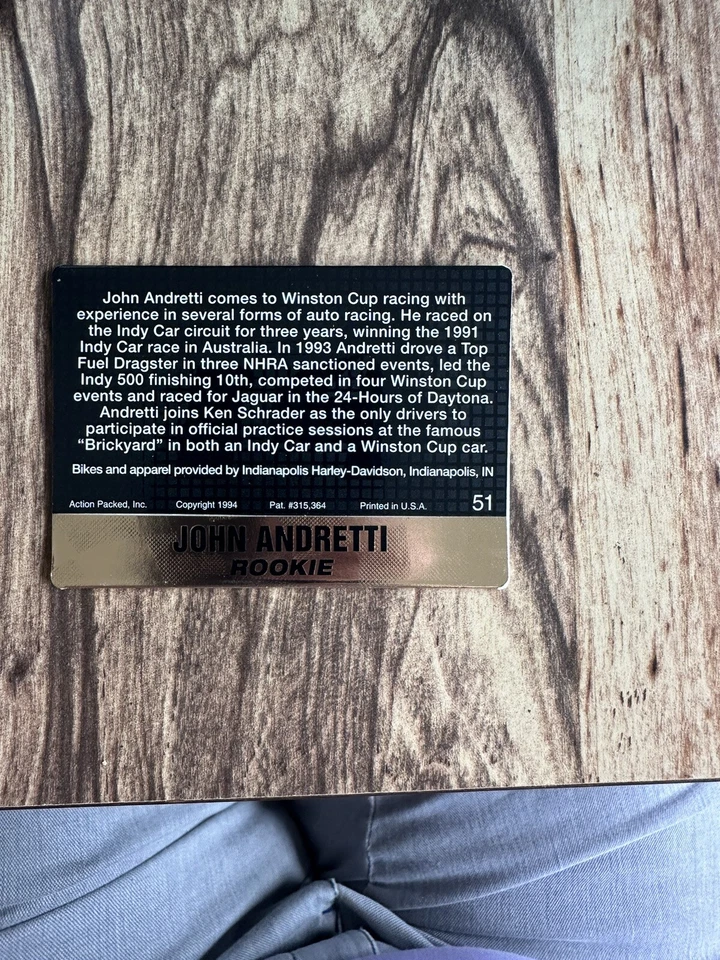 John Andretti comes to Winston Cup racing with
experience in several forms of auto racing. He raced on
the Indy Car circuit for three years, winning the 1991
Indy Car race in Australia. In 1993 Andretti drove a Top
Fuel Dragster in three NHRA sanctioned events, led the
Indy 500 finishing 10th, competed in four Winston Cup
events and raced for Jaguar in the 24-Hours of Daytona.
Andretti joins Ken Schrader as the only drivers to
participate in official practice sessions at the famous
“Brickyard” in both an Indy Car and a Winston Cup car.
Bikes and apparel provided by Indianapolis Harley-Davidson, Indianapolis, IN
Action Packed, Inc. Copyright 1994 Pat. #315,364 Printed in U.S.A. 51
JOHN ANDRETTI
ROOKIE